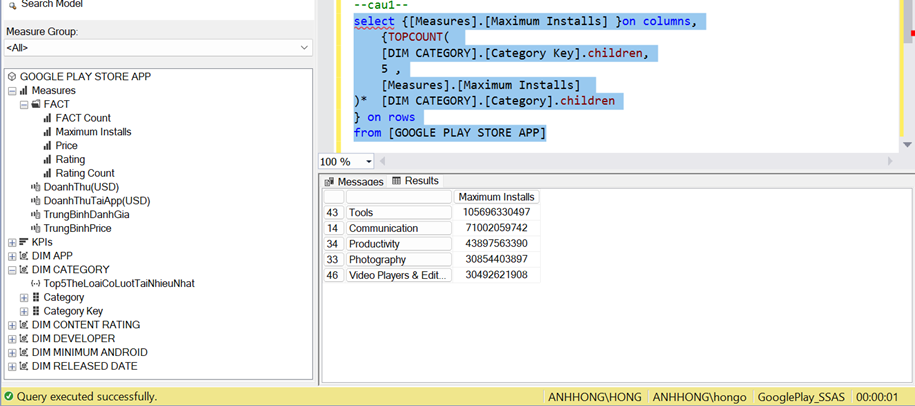 Search Model
Measure Group:
<All>
GOOGLE PLAY STORE APP
Measures
FACT
FACT Count
Maximum Installs
Price
Rating
Rating Count
DoanhThu(USD)
DoanhThuTaiApp(USD)
TrungBinhDanhGia
TrungBinhPrice
KPIs
DIM APP
DIM CATEGORY
Top5TheLoaiCoLuotTaiNhieuNhat
Category
Category Key
DIM CONTENT RATING
DIM DEVELOPER
DIM MINIMUM ANDROID
DIM RELEASED DATE
--cau1--
select {[Measures].[Maximum Installs] }on columns,
{TOPCOUNT(
[DIM CATEGORY].[Category Key].children,
5 ,
[Measures].[Maximum Installs]
)* [DIM CATEGORY].[Category].children
} on rows
from [GOOGLE PLAY STORE APP]
100 %
Messages Results
Maximum Installs
43 Tools 105696330497
14 Communication 71002059742
34 Productivity 43897563390
33 Photography 30854403897
46 Video Players & Edit... 30492621908
Query executed successfully. ANHHONG\HONG ANHHONG\hongo GooglePlay_SSAS 00:00:01